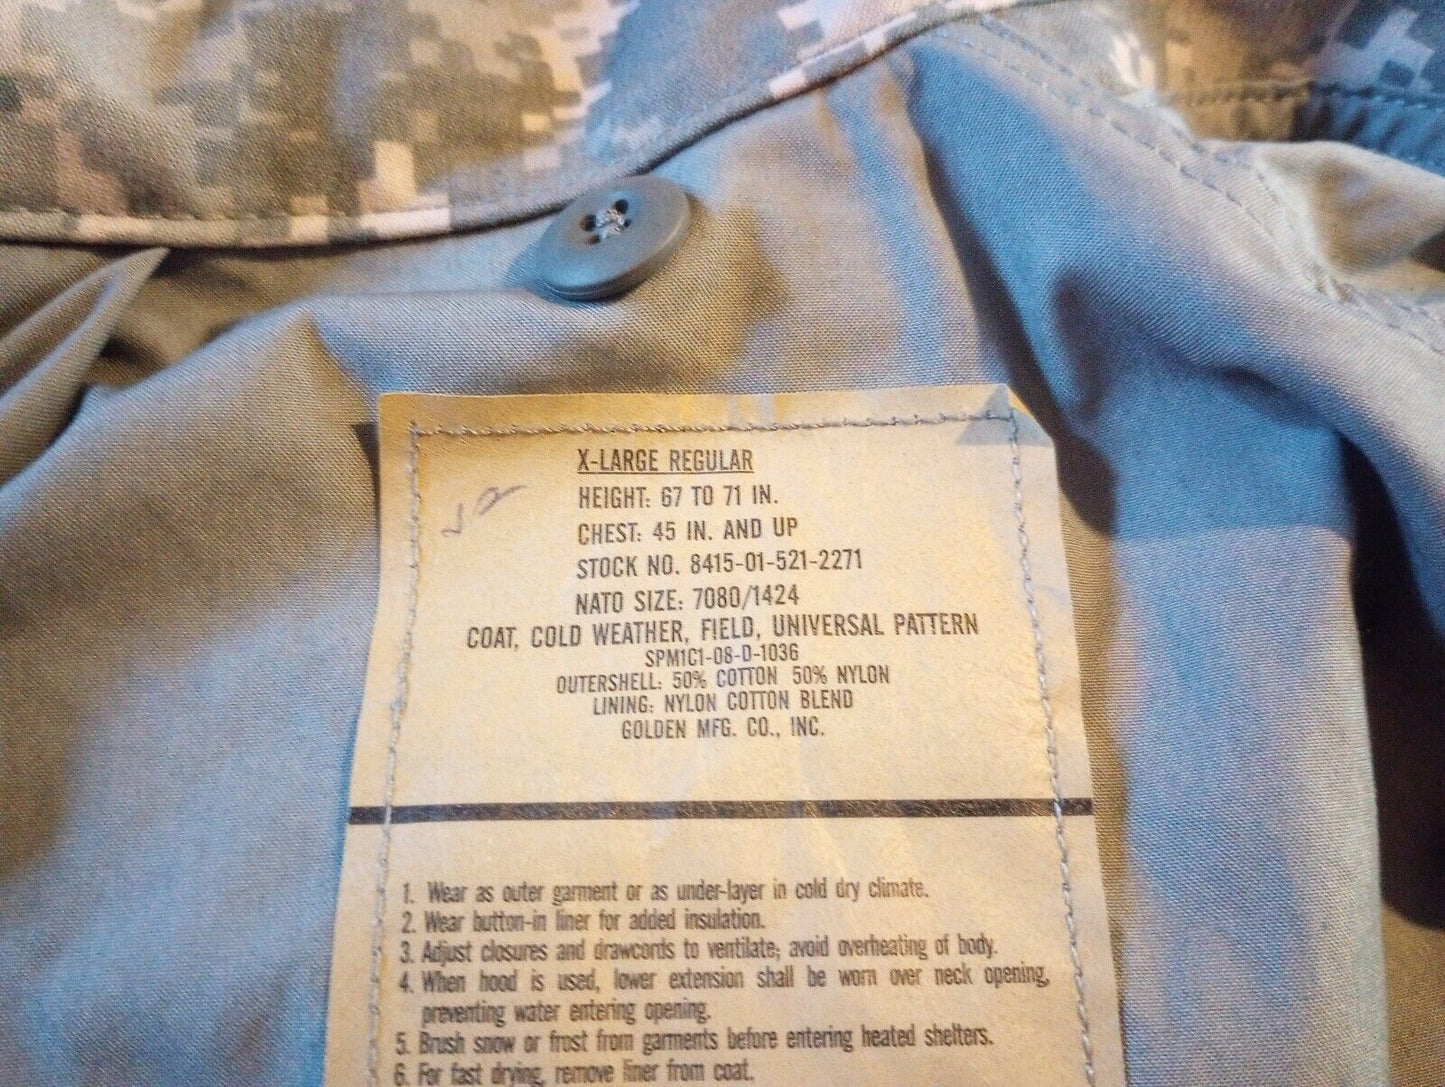 X-LARGE REGULAR
HEIGHT: 67 TO 71 IN.
CHEST: 45 IN. AND UP
STOCK NO. 8415-01-521-2271
NATO SIZE: 7080/1424
COAT, COLD WEATHER, FIELD, UNIVERSAL PATTERN
SPM1C1-08-D-1036
OUTERSHELL: 50% COTTON 50% NYLON
LINING: NYLON COTTON BLEND
GOLDEN MFG. CO., INC.
1. Wear as outer garment or as under-layer in cold dry climate.
2. Wear button-in liner for added insulation.
3. Adjust closures and drawcords to ventilate; avoid overheating of body.
4. When hood is used, lower extension shall be worn over neck opening,
preventing water entering opening.
5. Brush snow or frost from garments before entering heated shelters.
6. For fast drying, remove liner from coat.